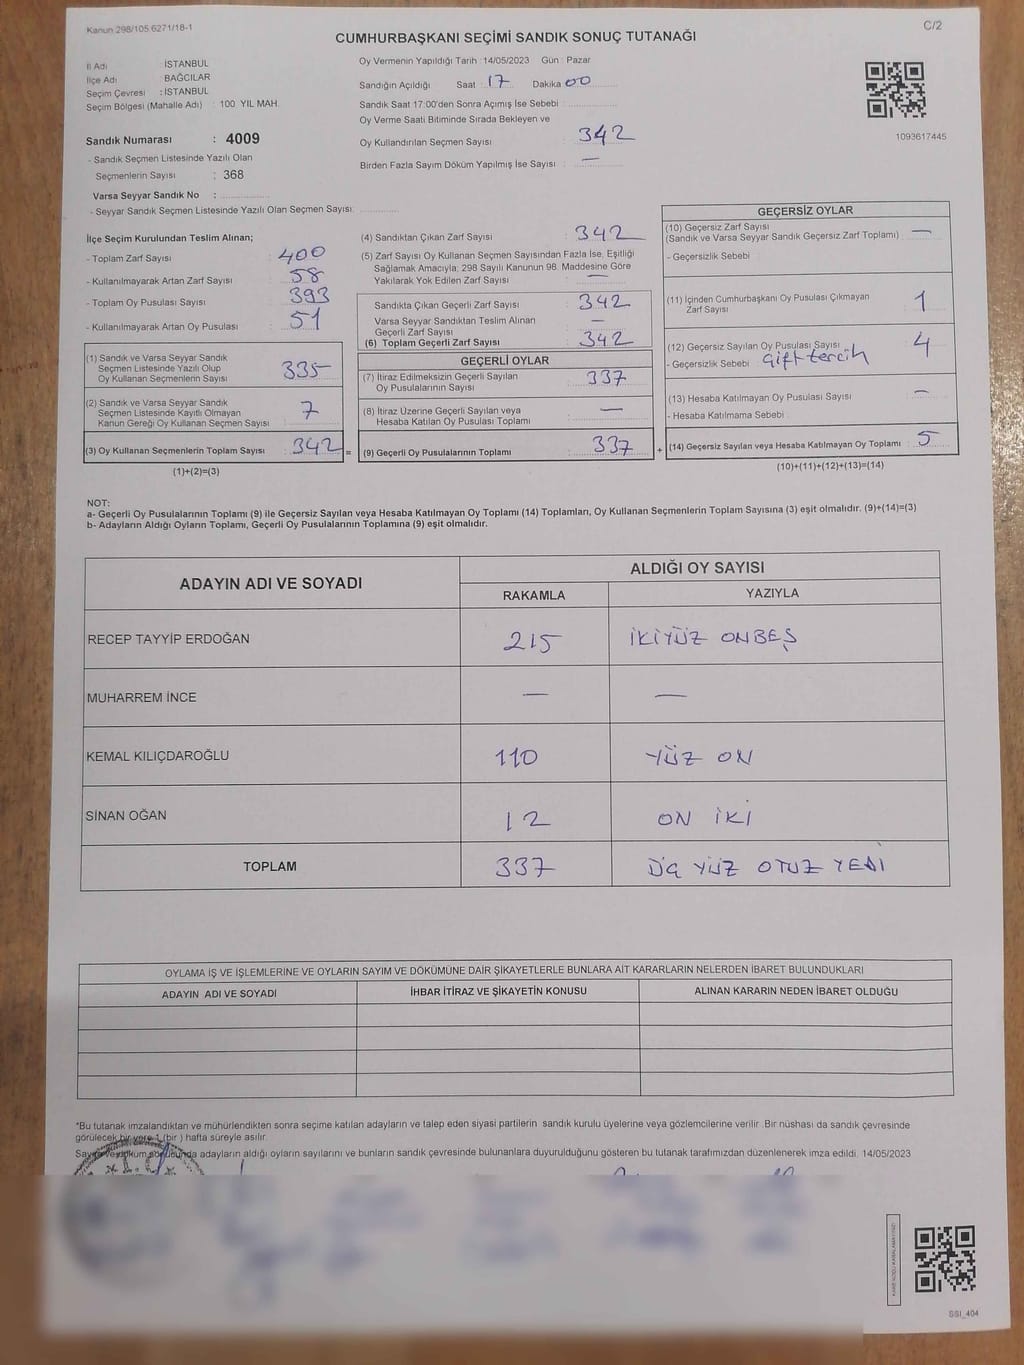 Kanun 298/105 6271/18-1
C/2
CUMHURBAŞKANI SEÇİMİ SANDIK SONUÇ TUTANAĞI
İl Adı : İSTANBUL
İlçe Adı : BAĞCILAR
Seçim Çevresi : İSTANBUL
Seçim Bölgesi (Mahalle Adı) : 100 YIL MAH.
Sandık Numarası : 4009
- Sandık Seçmen Listesinde Yazılı Olan
Seçmenlerin Sayısı : 368
Varsa Seyyar Sandık No :
- Seyyar Sandık Seçmen Listesinde Yazılı Olan Seçmen Sayısı:
Oy Vermenin Yapıldığı Tarih : 14/05/2023 Gün : Pazar
Sandığın Açıldığı Saat : 17 Dakika 00
Sandık Saat 17:00'den Sonra Açımış İse Sebebi :
Oy Verme Saati Bitiminde Sırada Bekleyen ve
Oy Kullandırılan Seçmen Sayısı : 342
Birden Fazla Sayım Döküm Yapılmış İse Sayısı : —
1093617445
İlçe Seçim Kurulundan Teslim Alınan;
- Toplam Zarf Sayısı : 400
- Kullanılmayarak Artan Zarf Sayısı : 58
- Toplam Oy Pusulası Sayısı : 393
- Kullanılmayarak Artan Oy Pusulası : 51
(1) Sandık ve Varsa Seyyar Sandık
Seçmen Listesinde Yazılı Olup
Oy Kullanan Seçmenlerin Sayısı : 335
(2) Sandık ve Varsa Seyyar Sandık
Seçmen Listesinde Kayıtlı Olmayan
Kanun Gereği Oy Kullanan Seçmen Sayısı : 7
(3) Oy Kullanan Seçmenlerin Toplam Sayısı : 342 =
(1)+(2)=(3)
(4) Sandıktan Çıkan Zarf Sayısı : 342
(5) Zarf Sayısı Oy Kullanan Seçmen Sayısından Fazla İse, Eşitliği
Sağlamak Amacıyla; 298 Sayılı Kanunun 98. Maddesine Göre
Yakılarak Yok Edilen Zarf Sayısı : —
Sandıkta Çıkan Geçerli Zarf Sayısı : 342
Varsa Seyyar Sandıktan Teslim Alınan
Geçerli Zarf Sayısı : —
(6) Toplam Geçerli Zarf Sayısı : 342
GEÇERLİ OYLAR
(7) İtiraz Edilmeksizin Geçerli Sayılan
Oy Pusulalarının Sayısı : 337
(8) İtiraz Üzerine Geçerli Sayılan veya
Hesaba Katılan Oy Pusulası Toplamı : —
(9) Geçerli Oy Pusulalarının Toplamı : 337 +
GEÇERSİZ OYLAR
(10) Geçersiz Zarf Sayısı
(Sandık ve Varsa Seyyar Sandık Geçersiz Zarf Toplamı) : —
- Geçersizlik Sebebi :
(11) İçinden Cumhurbaşkanı Oy Pusulası Çıkmayan
Zarf Sayısı : 1
(12) Geçersiz Sayılan Oy Pusulası Sayısı : 4
- Geçersizlik Sebebi : Çift tercih
(13) Hesaba Katılmayan Oy Pusulası Sayısı : —
- Hesaba Katılmama Sebebi :
(14) Geçersiz Sayılan veya Hesaba Katılmayan Oy Toplamı : 5
(10)+(11)+(12)+(13)=(14)
NOT:
a- Geçerli Oy Pusulalarının Toplamı (9) ile Geçersiz Sayılan veya Hesaba Katılmayan Oy Toplamı (14) Toplamları, Oy Kullanan Seçmenlerin Toplam Sayısına (3) eşit olmalıdır. (9)+(14)=(3)
b- Adayların Aldığı Oyların Toplamı, Geçerli Oy Pusulalarının Toplamına (9) eşit olmalıdır.
ADAYIN ADI VE SOYADI ALDIĞI OY SAYISI
RAKAMLA YAZIYLA
RECEP TAYYİP ERDOĞAN 215 İKİYÜZ ONBEŞ
MUHARREM İNCE — —
KEMAL KILIÇDAROĞLU 110 YÜZ ON
SİNAN OĞAN 12 ON İKİ
TOPLAM 337 ÜÇ YÜZ OTUZ YEDİ
OYLAMA İŞ VE İŞLEMLERİNE VE OYLARIN SAYIM VE DÖKÜMÜNE DAİR ŞİKAYETLERLE BUNLARA AİT KARARLARIN NELERDEN İBARET BULUNDUKLARI
ADAYIN ADI VE SOYADI İHBAR İTİRAZ VE ŞİKAYETİN KONUSU ALINAN KARARIN NEDEN İBARET OLDUĞU
*Bu tutanak imzalandıktan ve mühürlendikten sonra seçime katılan adayların ve talep eden siyasi partilerin sandık kurulu üyelerine veya gözlemcilerine verilir. Bir nüshası da sandık çevresinde
görülecek bir yere 1 (bir ) hafta süreyle asılır.
Sayım ve döküm sonucunda adayların aldığı oyların sayılarını ve bunların sandık çevresinde bulunanlara duyurulduğunu gösteren bu tutanak tarafımızdan düzenlenerek imza edildi. 14/05/2023
SSI_404